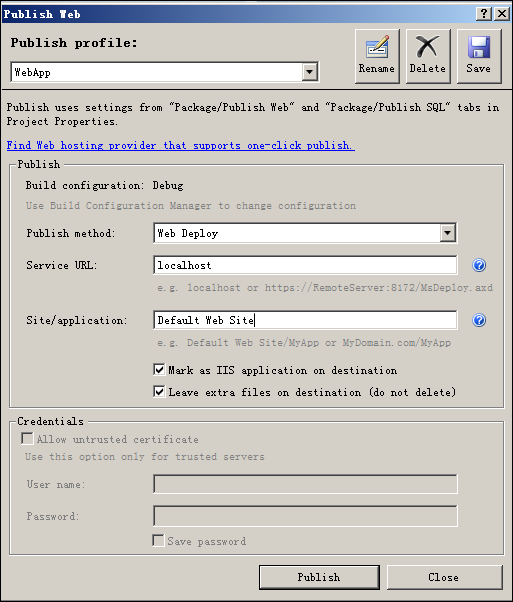 Publish Web
Publish profile:
WebApp
Rename
Delete
Save
Publish uses settings from "Package/Publish Web" and "Package/Publish SQL" tabs in
Project Properties.
Find Web hosting provider that supports one-click publish.
Publish
Build configuration: Debug
Use Build Configuration Manager to change configuration
Publish method: Web Deploy
Service URL: localhost
e.g. localhost or https://RemoteServer:8172/MsDeploy.axd
Site/application: Default Web Site
e.g. Default Web Site/MyApp or MyDomain.com/MyApp
Mark as IIS application on destination
Leave extra files on destination (do not delete)
Credentials
Allow untrusted certificate
Use this option only for trusted servers
User name:
Password:
Save password
Publish
Close